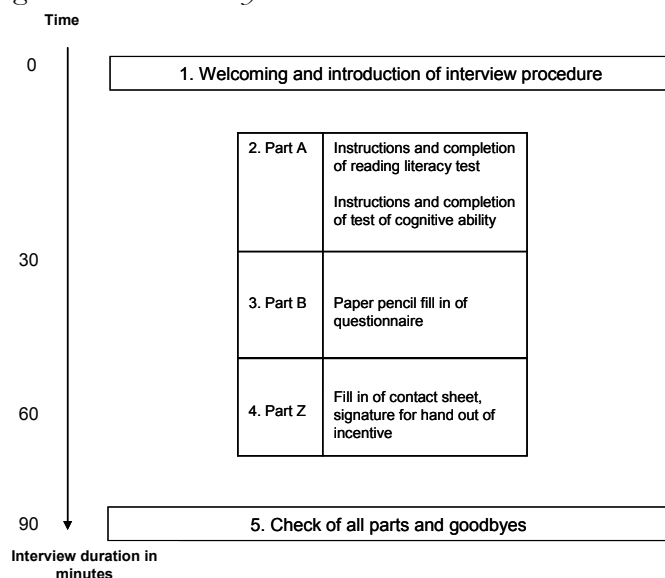 Time
0
1. Welcoming and introduction of interview procedure
2. Part A
Instructions and completion
of reading literacy test
Instructions and completion
of test of cognitive ability
30
3. Part B
Paper pencil fill in of
questionnaire
4. Part Z
Fill in of contact sheet,
signature for hand out of
incentive
60
90
5. Check of all parts and goodbyes
Interview duration in
minutes